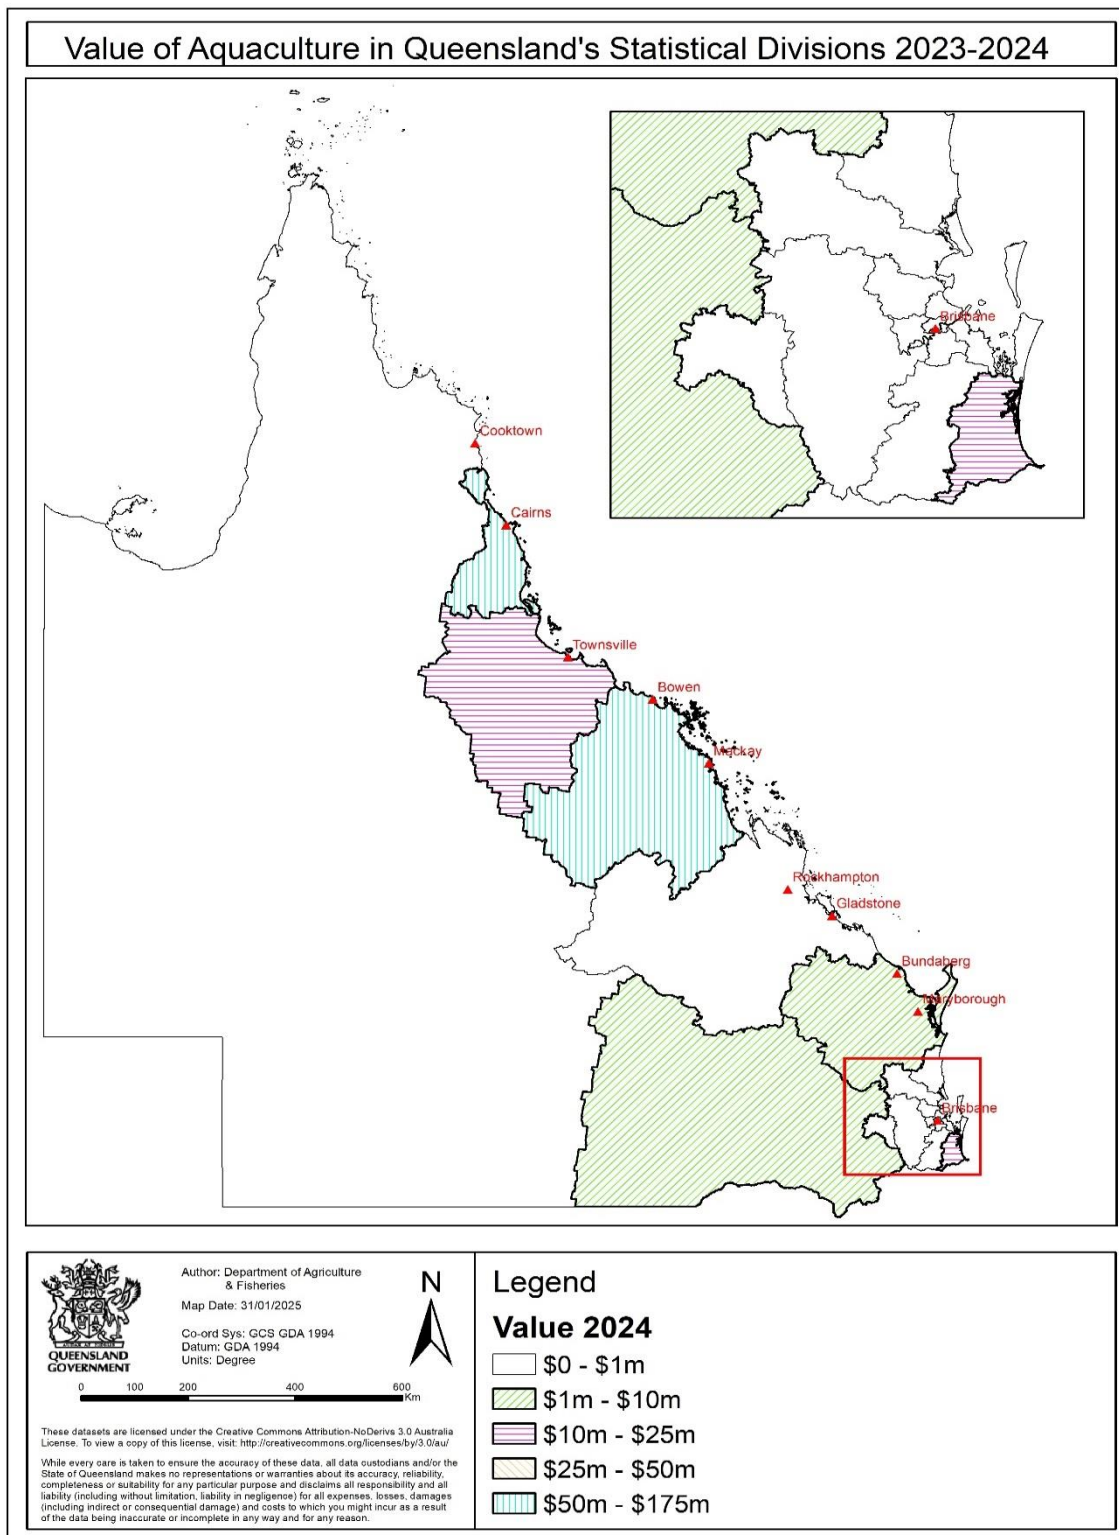 Value of Aquaculture in Queensland's Statistical Divisions 2023-2024
Brisbane
Cooktown
Cairns
Townsville
Bowen
Mackay
Rockhampton
Gladstone
Bundaberg
Maryborough
Brisbane
QUEENSLAND
GOVERNMENT
Author: Department of Agriculture
& Fisheries
Map Date: 31/01/2025
Co-ord Sys: GCS GDA 1994
Datum: GDA 1994
Units: Degree
N
0 100 200 400 600
Km
These datasets are licensed under the Creative Commons Attribution-NoDerivs 3.0 Australia
License. To view a copy of this license, visit: http://creativecommons.org/licenses/by/3.0/au/
While every care is taken to ensure the accuracy of these data, all data custodians and/or the
State of Queensland makes no representations or warranties about its accuracy, reliability,
completeness or suitability for any particular purpose and disclaims all responsibility and all
liability (including without limitation, liability in negligence) for all expenses, losses, damages
(including indirect or consequential damage) and costs to which you might incur as a result
of the data being inaccurate or incomplete in any way and for any reason.
Legend
Value 2024
$0 - $1m
$1m - $10m
$10m - $25m
$25m - $50m
$50m - $175m